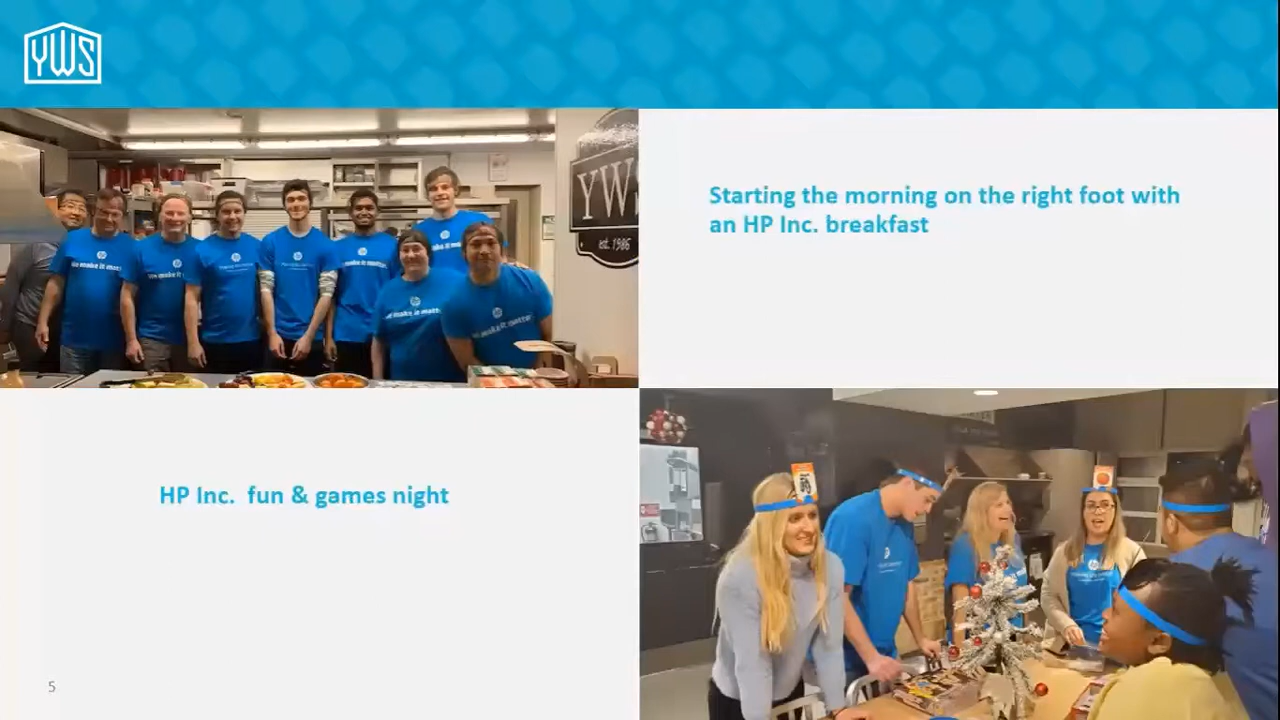 YWS
YWS
est. 1986
Starting the morning on the right foot with
an HP Inc. breakfast
We make it matter.
HP Inc. fun & games night
5